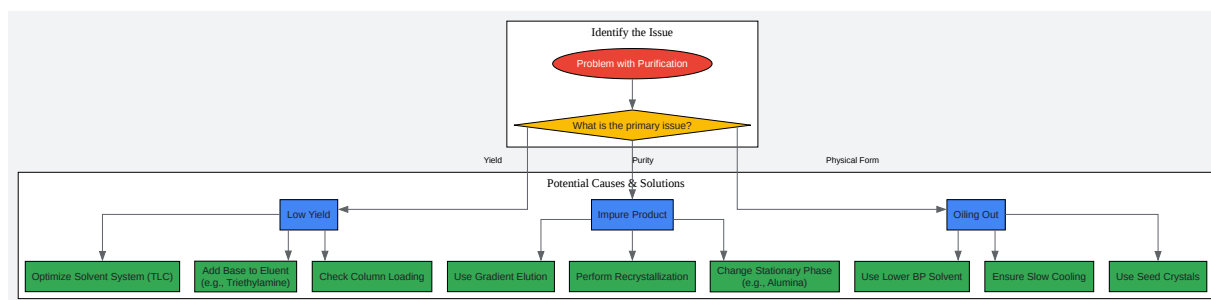 Identify the Issue
Problem with Purification
What is the primary issue?
Yield
Purity
Physical Form
Potential Causes & Solutions
Low Yield
Impure Product
Oiling Out
Optimize Solvent System (TLC)
Add Base to Eluent
(e.g., Triethylamine)
Check Column Loading
Use Gradient Elution
Perform Recrystallization
Change Stationary Phase
(e.g., Alumina)
Use Lower BP Solvent
Ensure Slow Cooling
Use Seed Crystals